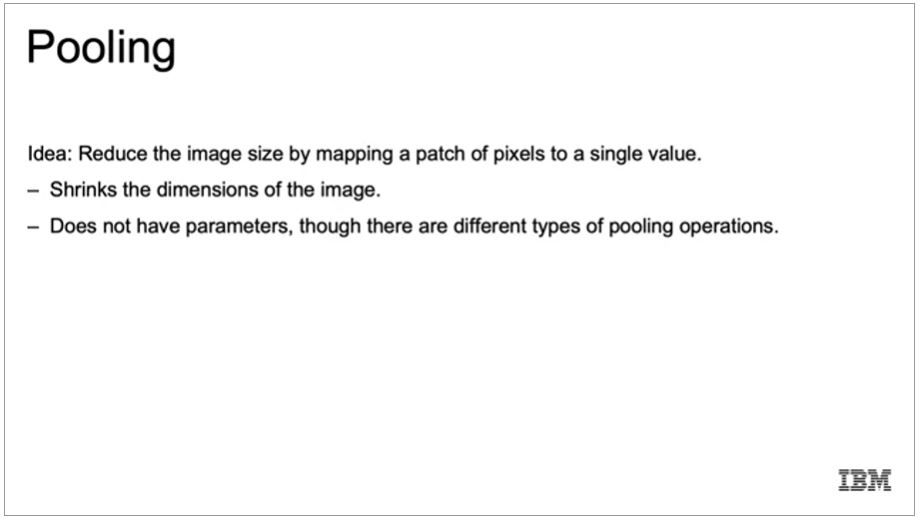 Pooling
Idea: Reduce the image size by mapping a patch of pixels to a single value.
– Shrinks the dimensions of the image.
– Does not have parameters, though there are different types of pooling operations.
IBM